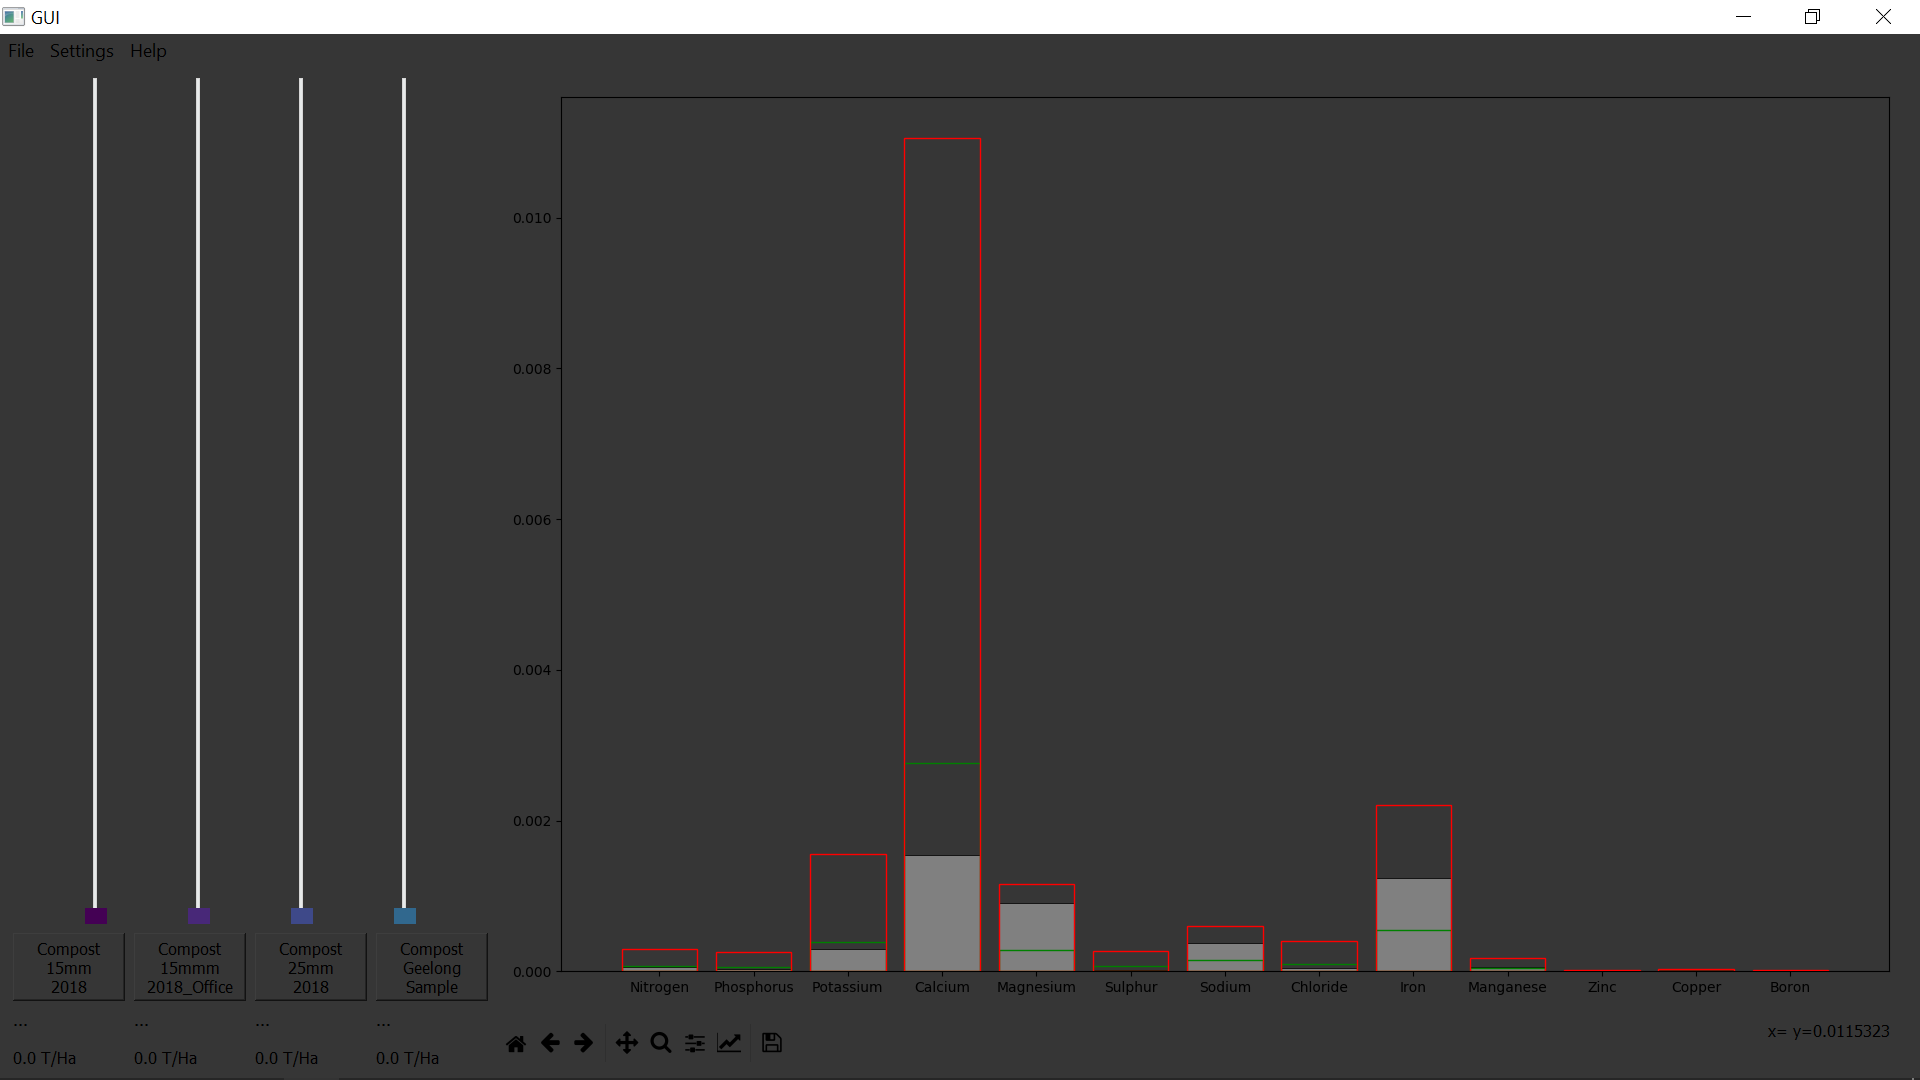 GUI
File Settings Help
0.010
0.008
0.006
0.004
0.002
0.000
Nitrogen Phosphorus Potassium Calcium Magnesium Sulphur Sodium Chloride Iron Manganese Zinc Copper Boron
Compost
15mm
2018
Compost
15mmm
2018_Office
Compost
25mm
2018
Compost
Geelong
Sample
... ... ... ...
0.0 T/Ha 0.0 T/Ha 0.0 T/Ha 0.0 T/Ha
x= y=0.0115323